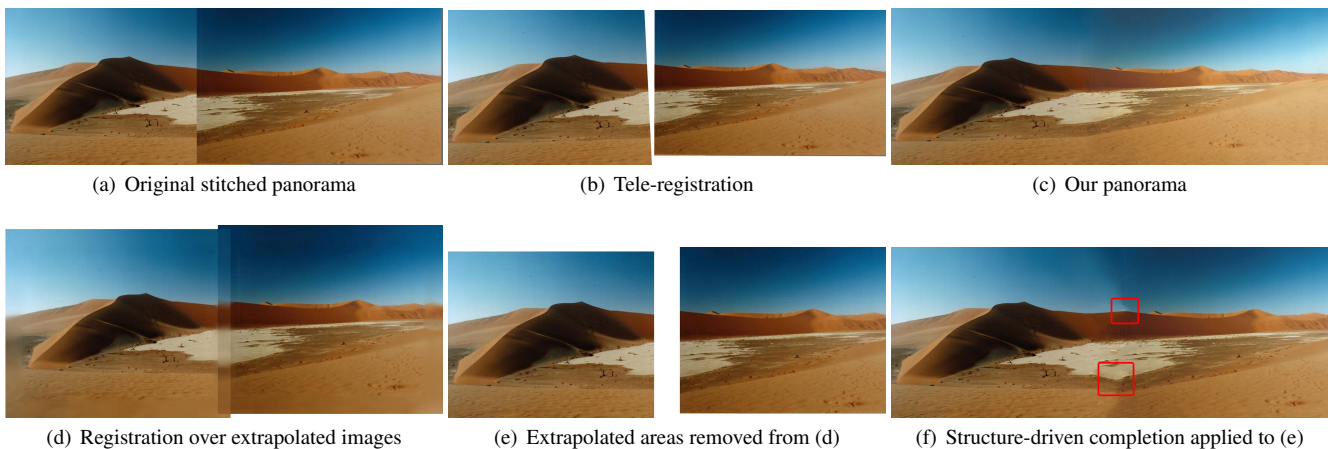 (a) Original stitched panorama
(b) Tele-registration
(c) Our panorama
(d) Registration over extrapolated images
(e) Extrapolated areas removed from (d)
(f) Structure-driven completion applied to (e)